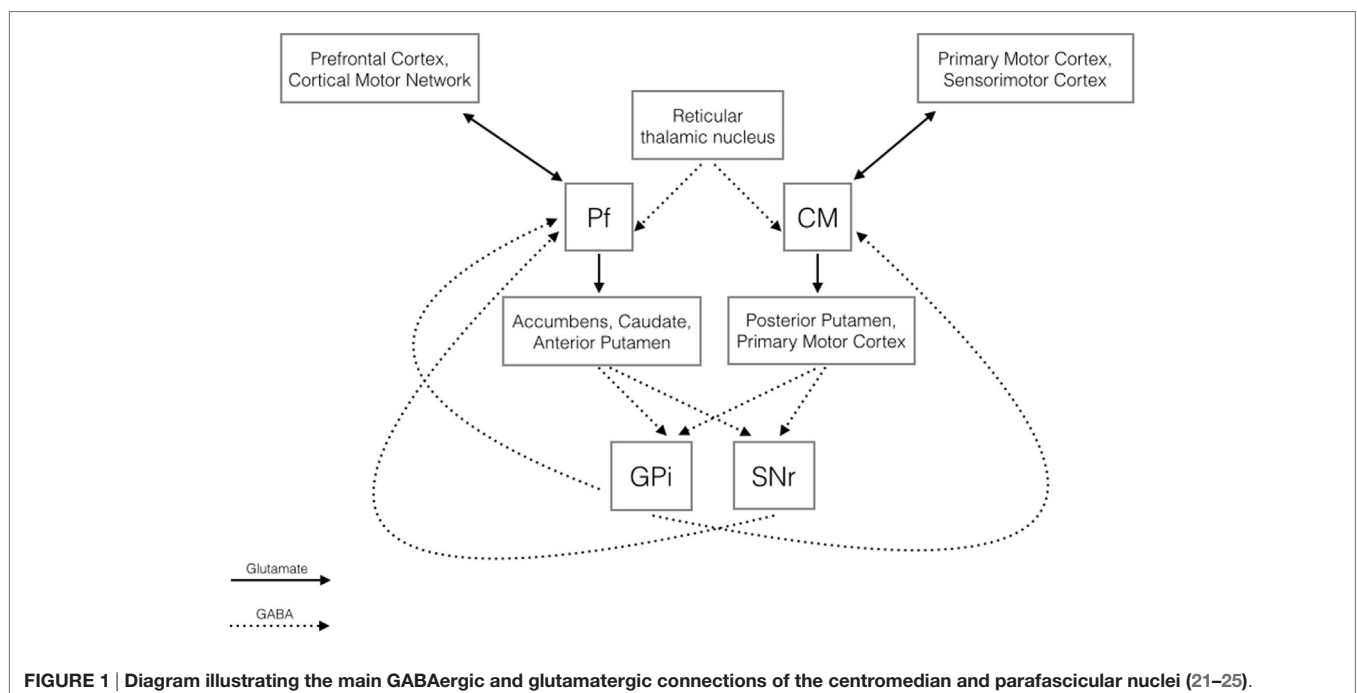 Prefrontal Cortex,
Cortical Motor Network
Primary Motor Cortex,
Sensorimotor Cortex
Reticular
thalamic nucleus
Pf
CM
Accumbens, Caudate,
Anterior Putamen
Posterior Putamen,
Primary Motor Cortex
GPi
SNr
Glutamate
GABA
FIGURE 1 | Diagram illustrating the main GABAergic and glutamatergic connections of the centromedian and parafascicular nuclei (21–25).